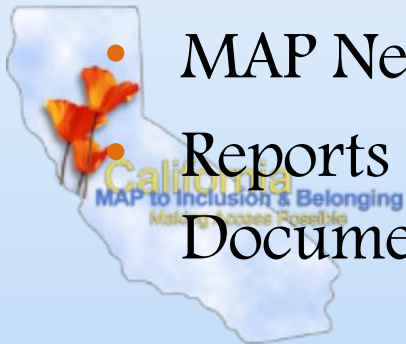 MAP Ne
Reports
California
MAP to Inclusion & Belonging
Making Access Possible
Docume